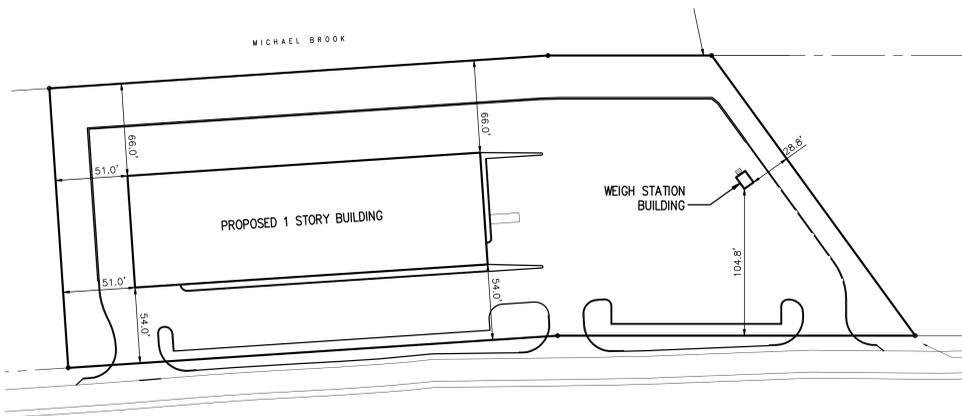 MICHAEL BROOK
66.0'
66.0'
51.0'
28.8'
WEIGH STATION
BUILDING
PROPOSED 1 STORY BUILDING
104.8'
51.0'
54.0'
54.0'